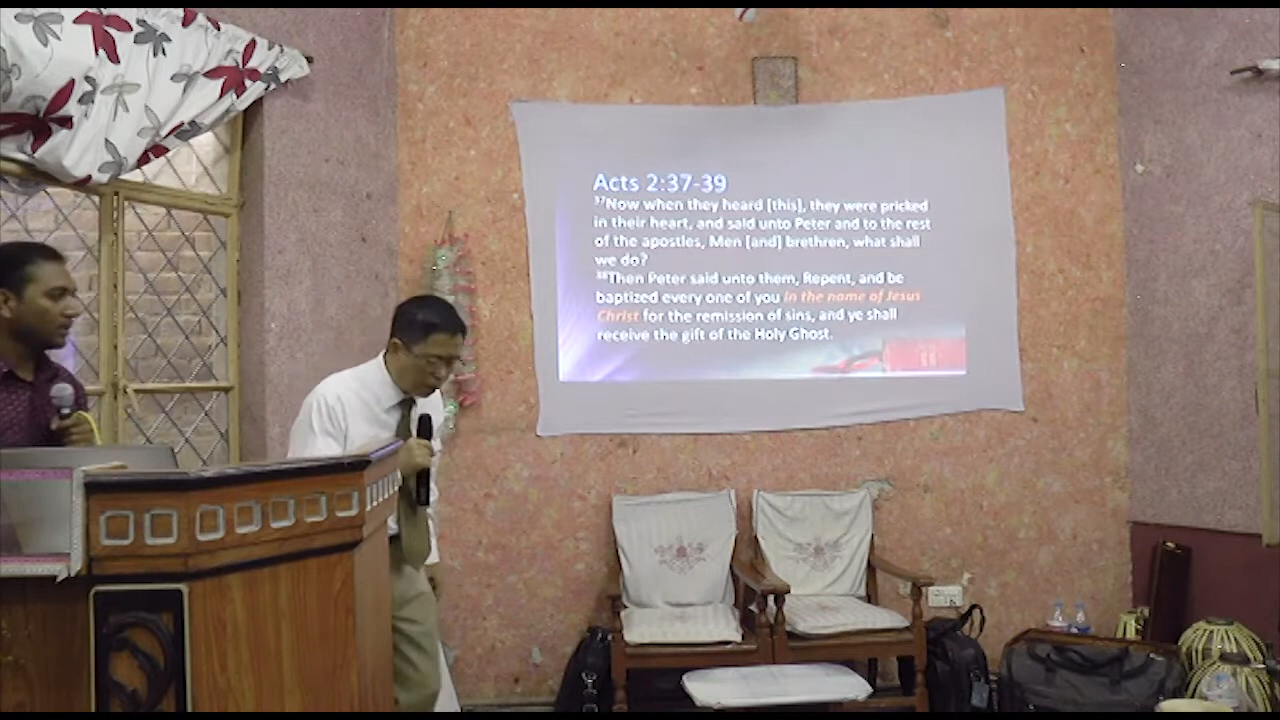 Acts 2:37-39
³⁷Now when they heard [this], they were pricked
in their heart, and said unto Peter and to the rest
of the apostles, Men [and] brethren, what shall
we do?
³⁸Then Peter said unto them, Repent, and be
baptized every one of you in the name of Jesus
Christ for the remission of sins, and ye shall
receive the gift of the Holy Ghost.